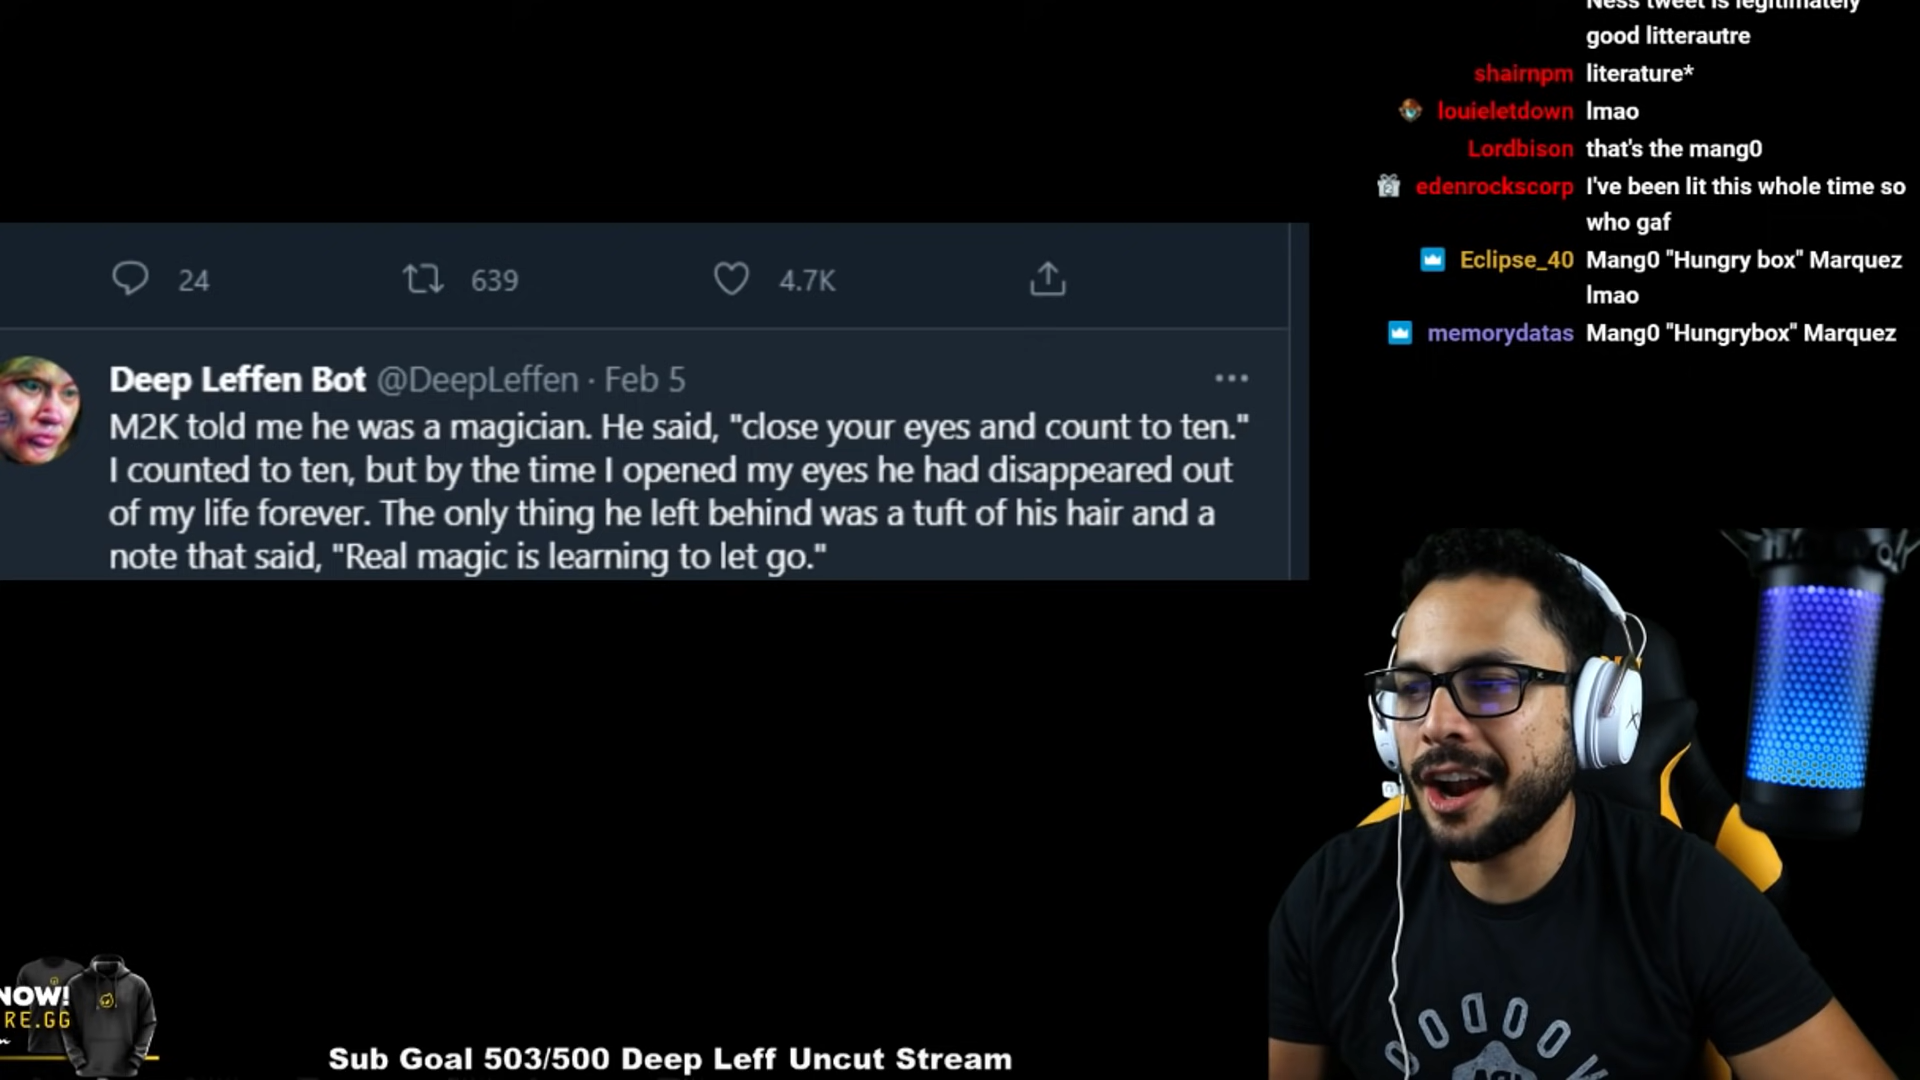 Ness tweet is legitimately
good litterautre
shairnpm literature*
louieletdown lmao
Lordbison that's the mang0
edenrockscorp I've been lit this whole time so
who gaf
Eclipse_40 Mang0 "Hungry box" Marquez
lmao
memorydatas Mang0 "Hungrybox" Marquez
24 639 4.7K
Deep Leffen Bot @DeepLeffen · Feb 5
M2K told me he was a magician. He said, "close your eyes and count to ten."
I counted to ten, but by the time I opened my eyes he had disappeared out
of my life forever. The only thing he left behind was a tuft of his hair and a
note that said, "Real magic is learning to let go."
NOW!
RE.GG
Sub Goal 503/500 Deep Leff Uncut Stream